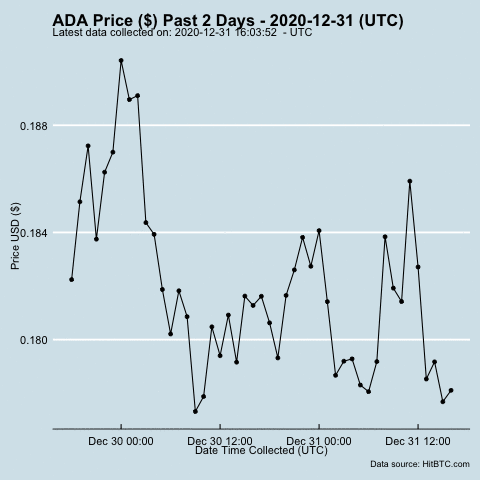 ADA Price ($) Past 2 Days - 2020-12-31 (UTC)
Latest data collected on: 2020-12-31 16:03:52 - UTC
0.188
0.184
0.180
Price USD ($)
Dec 30 00:00 Dec 30 12:00 Dec 31 00:00 Dec 31 12:00
Date Time Collected (UTC)
Data source: HitBTC.com